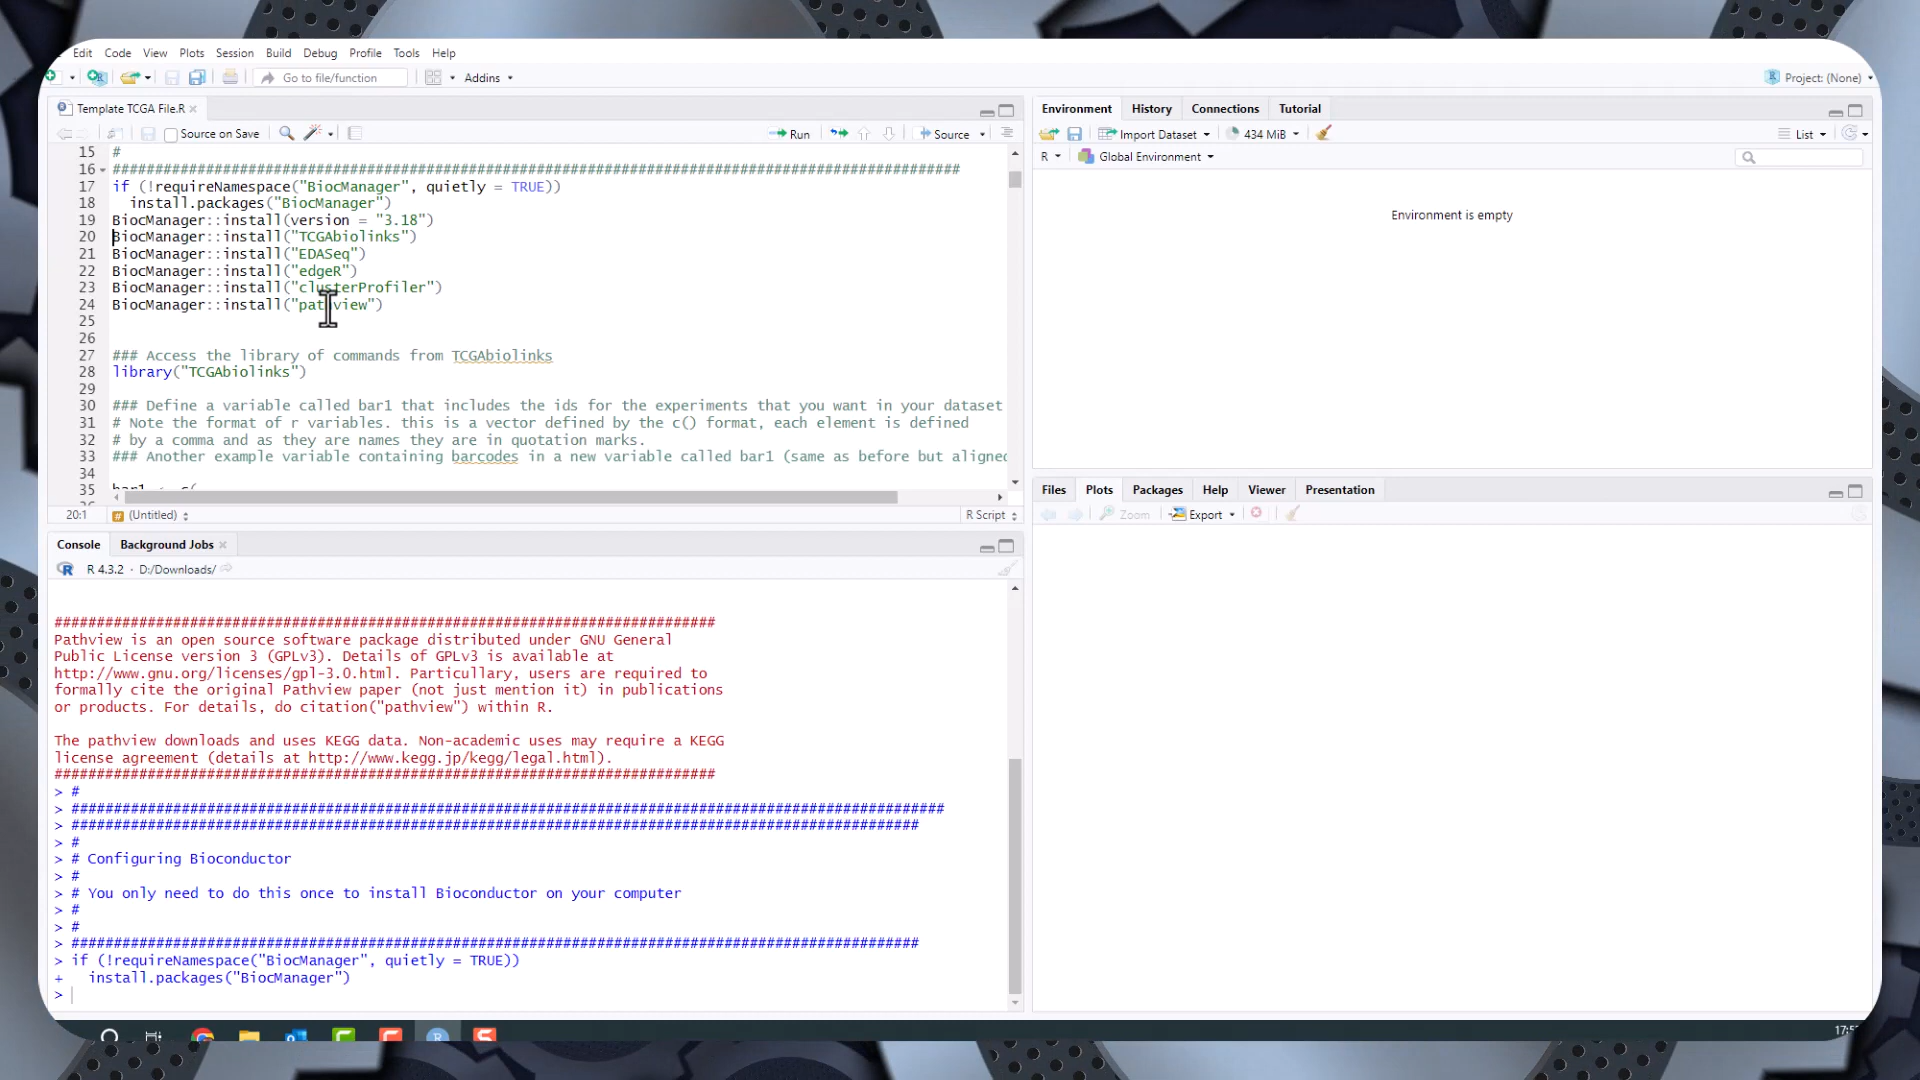 Edit Code View Plots Session Build Debug Profile Tools Help
Go to file/function Addins Project: (None)
Template TCGA File.R
Source on Save Run Source
15 #
16 ####################################################################################################
17 if (!requireNamespace("BiocManager", quietly = TRUE))
18 install.packages("BiocManager")
19 BiocManager::install(version = "3.18")
20 BiocManager::install("TCGAbiolinks")
21 BiocManager::install("EDASeq")
22 BiocManager::install("edgeR")
23 BiocManager::install("clusterProfiler")
24 BiocManager::install("pathview")
25
26
27 ### Access the library of commands from TCGAbiolinks
28 library("TCGAbiolinks")
29
30 ### Define a variable called bar1 that includes the ids for the experiments that you want in your dataset
31 # Note the format of r variables. this is a vector defined by the c() format, each element is defined
32 # by a comma and as they are names they are in quotation marks.
33 ### Another example variable containing barcodes in a new variable called bar1 (same as before but aligned
34
35 bar1 <- c(
20:1 # (Untitled) R Script
Console Background Jobs
R 4.3.2 · D:/Downloads/
##############################################################################
Pathview is an open source software package distributed under GNU General
Public License version 3 (GPLv3). Details of GPLv3 is available at
http://www.gnu.org/licenses/gpl-3.0.html. Particullary, users are required to
formally cite the original Pathview paper (not just mention it) in publications
or products. For details, do citation("pathview") within R.
The pathview downloads and uses KEGG data. Non-academic uses may require a KEGG
license agreement (details at http://www.kegg.jp/kegg/legal.html).
##############################################################################
> #
> #######################################################################################################
> ####################################################################################################
> #
> # Configuring Bioconductor
> #
> # You only need to do this once to install Bioconductor on your computer
> #
> #
> ####################################################################################################
> if (!requireNamespace("BiocManager", quietly = TRUE))
+ install.packages("BiocManager")
>
Environment History Connections Tutorial
Import Dataset 434 MiB List
R Global Environment
Environment is empty
Files Plots Packages Help Viewer Presentation
Zoom Export